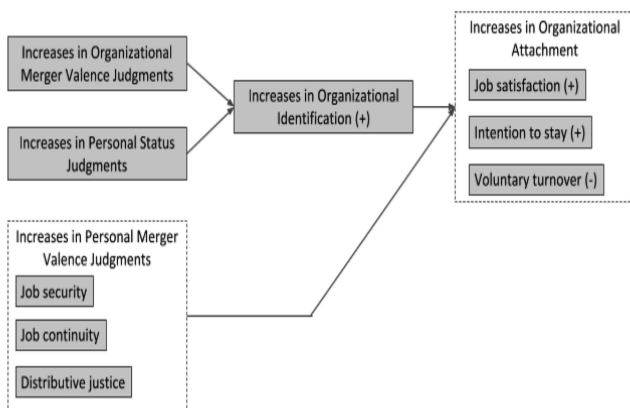 Increases in Organizational
Merger Valence Judgments
Increases in Personal Status
Judgments
Increases in Organizational
Identification (+)
Increases in Organizational
Attachment
Job satisfaction (+)
Intention to stay (+)
Voluntary turnover (-)
Increases in Personal Merger
Valence Judgments
Job security
Job continuity
Distributive justice